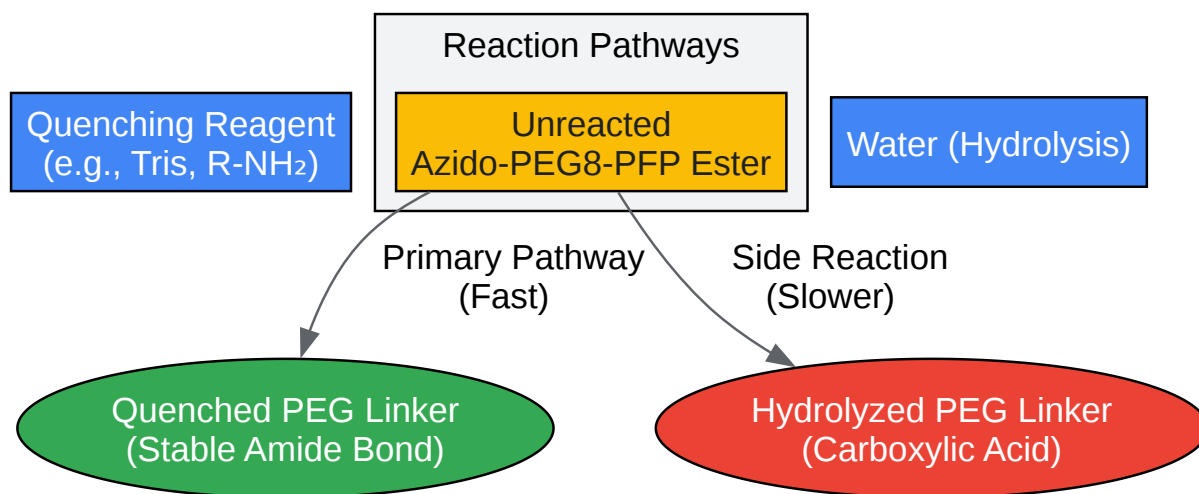 Reaction Pathways
Quenching Reagent
(e.g., Tris, R-NH₂)
Unreacted
Azido-PEG8-PFP Ester
Water (Hydrolysis)
Primary Pathway
(Fast)
Side Reaction
(Slower)
Quenched PEG Linker
(Stable Amide Bond)
Hydrolyzed PEG Linker
(Carboxylic Acid)